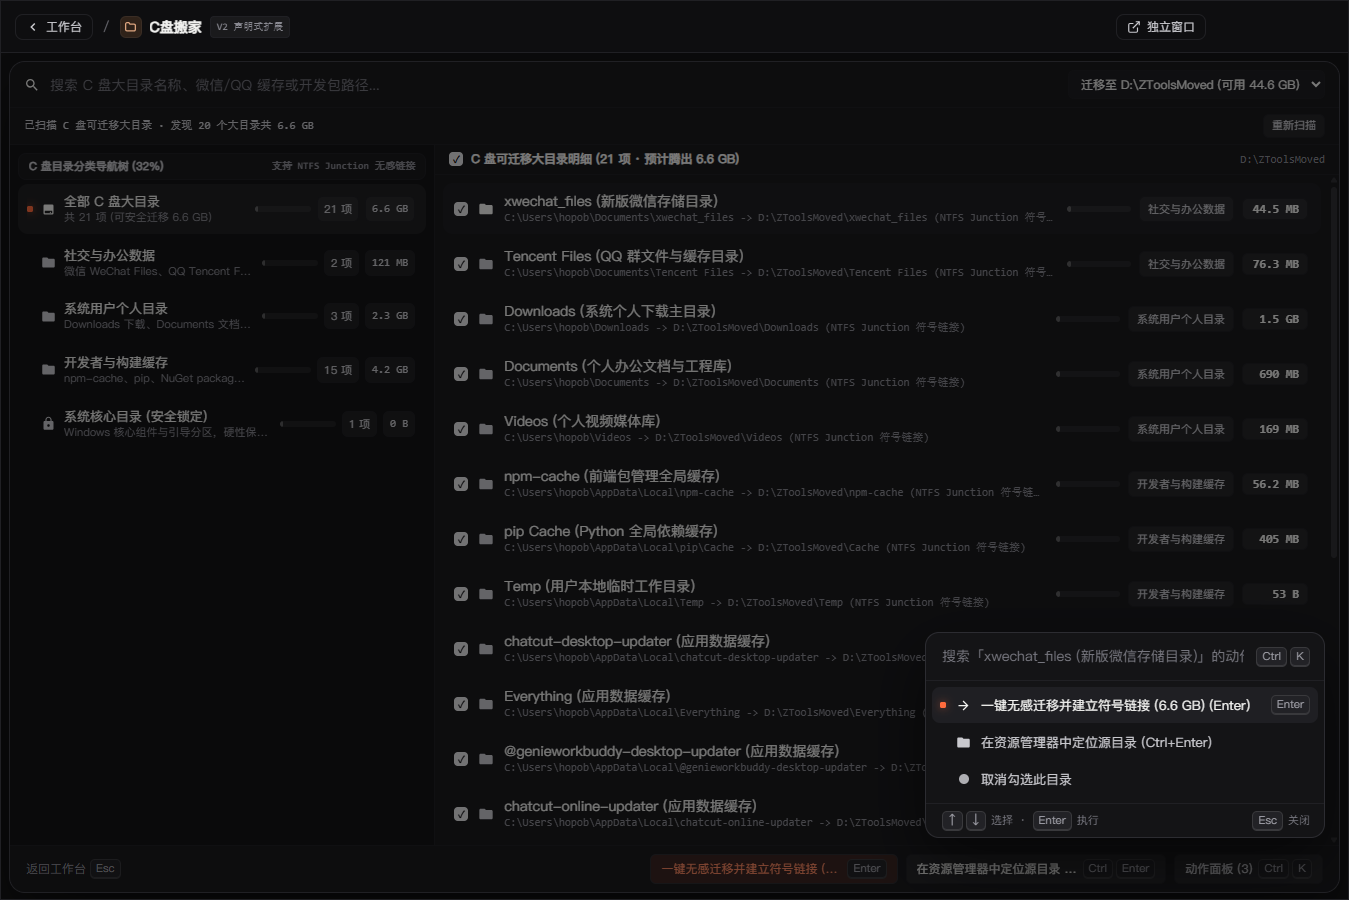 工作台 / C盘搬家 V2 声明式扩展 独立窗口
搜索 C 盘大目录名称、微信/QQ 缓存或开发包路径...
迁移至 D:\ZToolsMoved (可用 44.6 GB)
已扫描 C 盘可迁移大目录 · 发现 20 个大目录共 6.6 GB
重新扫描
C 盘目录分类导航树 (32%)
支持 NTFS Junction 无感链接
全部 C 盘大目录
共 21 项 (可安全迁移 6.6 GB)
21 项 6.6 GB
社交与办公数据
微信 WeChat Files、QQ Tencent F...
2 项 121 MB
系统用户个人目录
Downloads 下载、Documents 文档...
3 项 2.3 GB
开发者与构建缓存
npm-cache、pip、NuGet packag...
15 项 4.2 GB
系统核心目录 (安全锁定)
Windows 核心组件与引导分区，硬性保...
1 项 0 B
C 盘可迁移大目录明细 (21 项 · 预计腾出 6.6 GB)
D:\ZToolsMoved
xwechat_files (新版微信存储目录)
C:\Users\hopob\Documents\xwechat_files -> D:\ZToolsMoved\xwechat_files (NTFS Junction 符号…
社交与办公数据 44.5 MB
Tencent Files (QQ 群文件与缓存目录)
C:\Users\hopob\Documents\Tencent Files -> D:\ZToolsMoved\Tencent Files (NTFS Junction 符号…
社交与办公数据 76.3 MB
Downloads (系统个人下载主目录)
C:\Users\hopob\Downloads -> D:\ZToolsMoved\Downloads (NTFS Junction 符号链接)
系统用户个人目录 1.5 GB
Documents (个人办公文档与工程库)
C:\Users\hopob\Documents -> D:\ZToolsMoved\Documents (NTFS Junction 符号链接)
系统用户个人目录 690 MB
Videos (个人视频媒体库)
C:\Users\hopob\Videos -> D:\ZToolsMoved\Videos (NTFS Junction 符号链接)
系统用户个人目录 169 MB
npm-cache (前端包管理全局缓存)
C:\Users\hopob\AppData\Local\npm-cache -> D:\ZToolsMoved\npm-cache (NTFS Junction 符号链…
开发者与构建缓存 56.2 MB
pip Cache (Python 全局依赖缓存)
C:\Users\hopob\AppData\Local\pip\Cache -> D:\ZToolsMoved\Cache (NTFS Junction 符号链接)
开发者与构建缓存 405 MB
Temp (用户本地临时工作目录)
C:\Users\hopob\AppData\Local\Temp -> D:\ZToolsMoved\Temp (NTFS Junction 符号链接)
开发者与构建缓存 53 B
chatcut-desktop-updater (应用数据缓存)
C:\Users\hopob\AppData\Local\chatcut-desktop-updater -> D:\ZToolsMoved
Everything (应用数据缓存)
C:\Users\hopob\AppData\Local\Everything -> D:\ZToolsMoved\Everything (
@genieworkbuddy-desktop-updater (应用数据缓存)
C:\Users\hopob\AppData\Local\@genieworkbuddy-desktop-updater -> D:\ZTo
chatcut-online-updater (应用数据缓存)
C:\Users\hopob\AppData\Local\chatcut-online-updater -> D:\ZToolsMoved\
搜索「xwechat_files (新版微信存储目录)」的动作 Ctrl K
一键无感迁移并建立符号链接 (6.6 GB) (Enter) Enter
在资源管理器中定位源目录 (Ctrl+Enter)
取消勾选此目录
↑ ↓ 选择 · Enter 执行 Esc 关闭
返回工作台 Esc
一键无感迁移并建立符号链接 (... Enter
在资源管理器中定位源目录 ... Ctrl Enter
动作面板 (3) Ctrl K